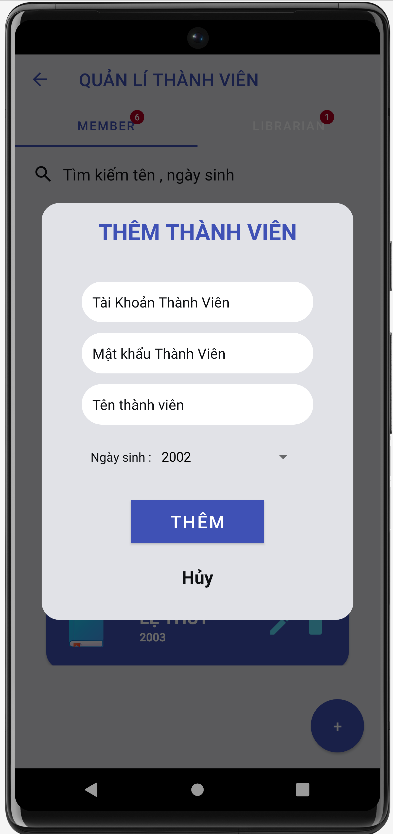 QUẢN LÍ THÀNH VIÊN
MEMBER 6 LIBRARIAN 1
Tìm kiếm tên , ngày sinh
THÊM THÀNH VIÊN
Tài Khoản Thành Viên
Mật khẩu Thành Viên
Tên thành viên
Ngày sinh : 2002
THÊM
Hủy
2003
+